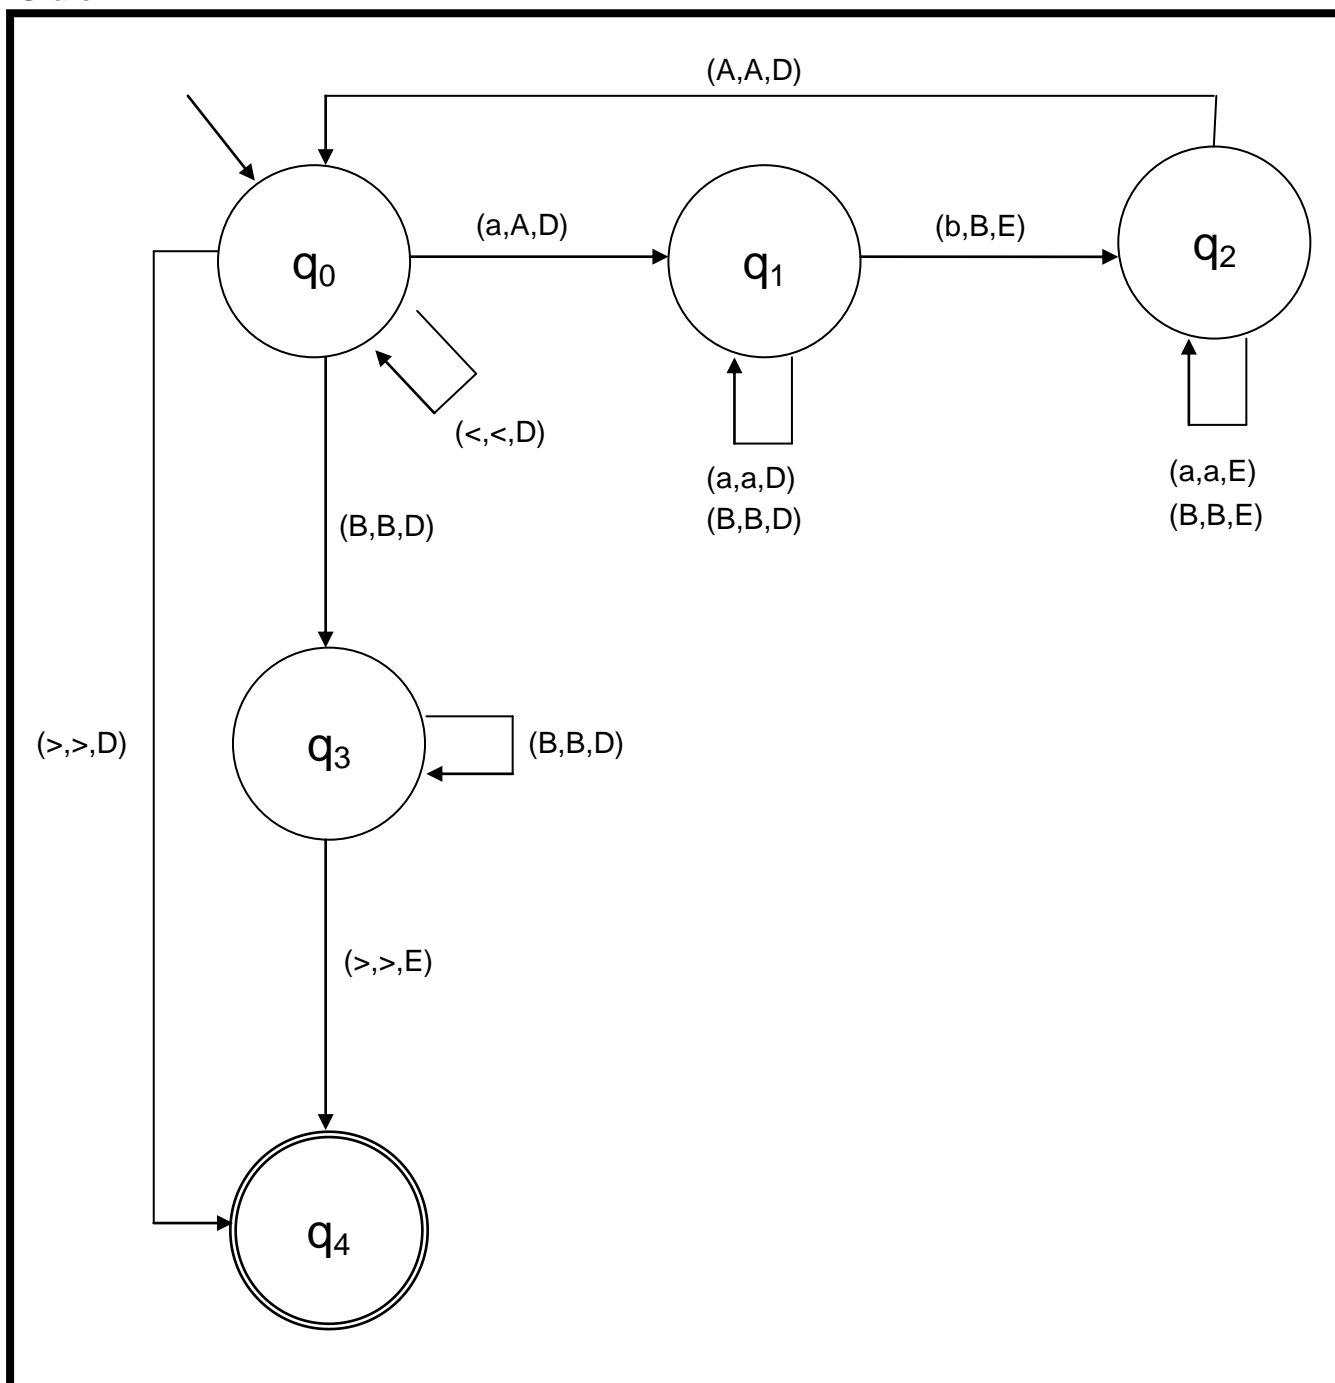 (A,A,D)
(a,A,D)
(b,B,E)
q0
q1
q2
(<,<,D)
(a,a,D)
(B,B,D)
(a,a,E)
(B,B,E)
(B,B,D)
q3
(>,>,D)
(B,B,D)
(>,>,E)
q4